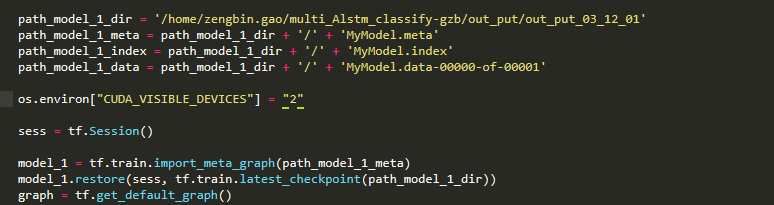 path_model_1_dir = '/home/zengbin.gao/multi_Alstm_classify-gzb/out_put/out_put_03_12_01'
path_model_1_meta = path_model_1_dir + '/' + 'MyModel.meta'
path_model_1_index = path_model_1_dir + '/' + 'MyModel.index'
path_model_1_data = path_model_1_dir + '/' + 'MyModel.data-00000-of-00001'
os.environ["CUDA_VISIBLE_DEVICES"] = "2"
sess = tf.Session()
model_1 = tf.train.import_meta_graph(path_model_1_meta)
model_1.restore(sess, tf.train.latest_checkpoint(path_model_1_dir))
graph = tf.get_default_graph()